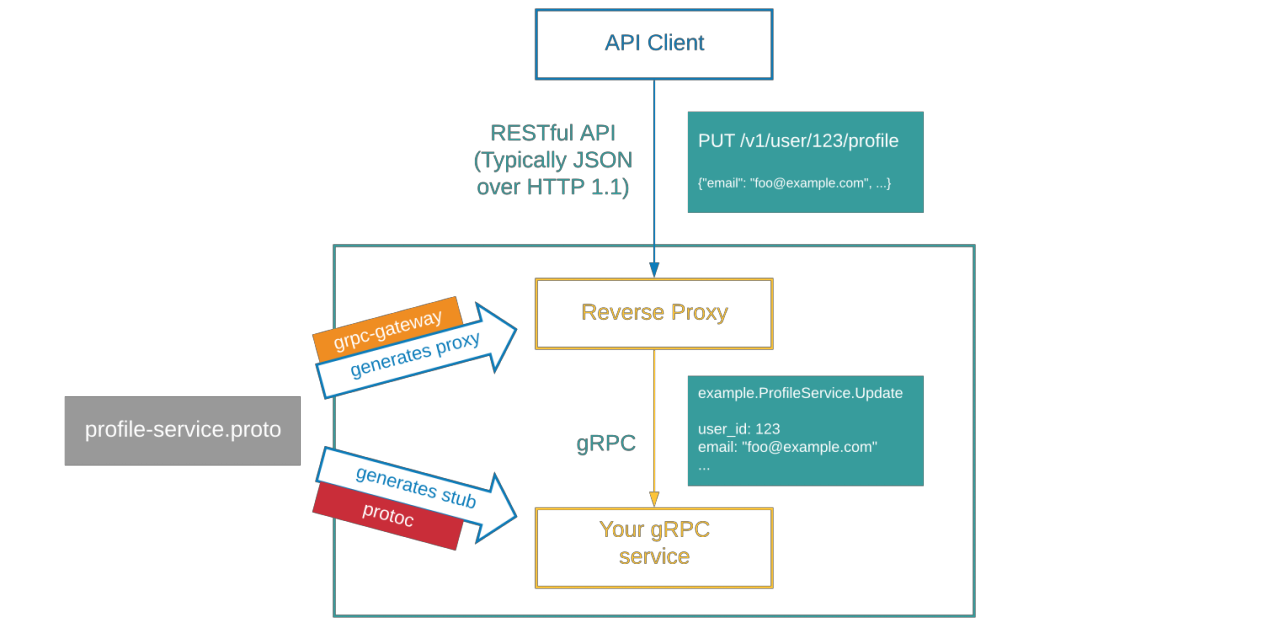 API Client
RESTful API
(Typically JSON
over HTTP 1.1)
PUT /v1/user/123/profile
{"email": "foo@example.com", ...}
Reverse Proxy
grpc-gateway
generates proxy
profile-service.proto
generates stub
protoc
gRPC
example.ProfileService.Update
user_id: 123
email: "foo@example.com"
...
Your gRPC
service